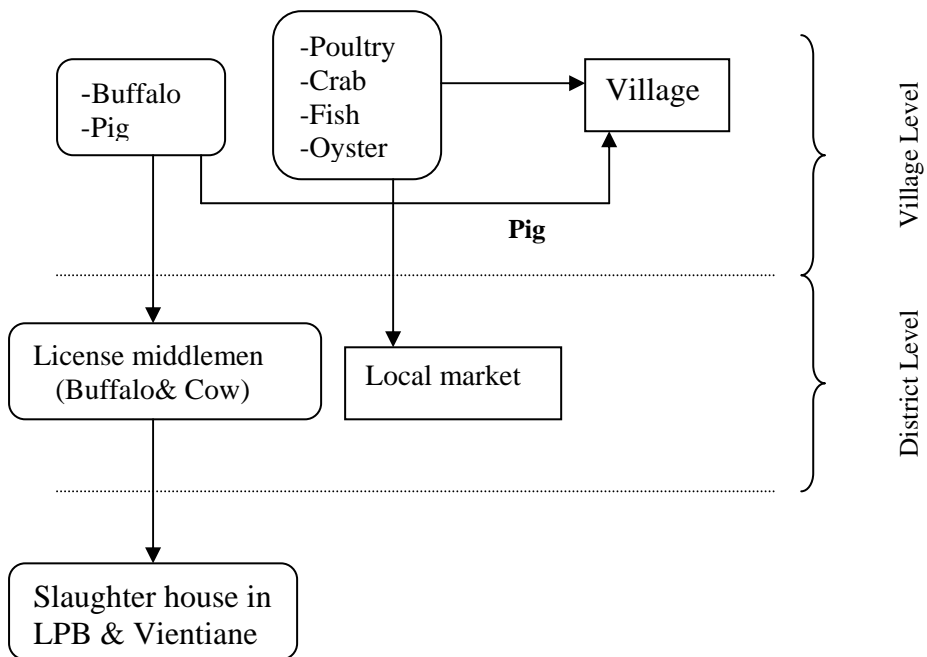 -Buffalo
-Pig
-Poultry
-Crab
-Fish
-Oyster
Village
Pig
Village Level
License middlemen
(Buffalo& Cow)
Local market
District Level
Slaughter house in
LPB & Vientiane